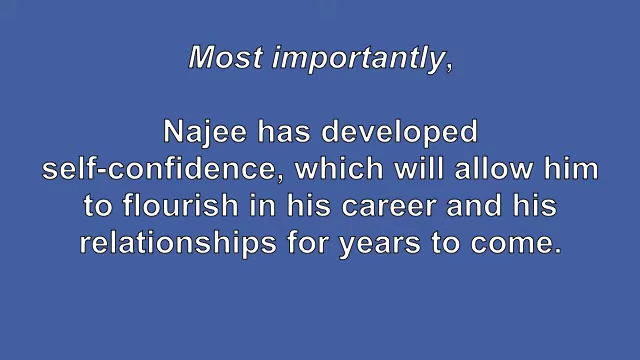 Most importantly,
Najee has developed
self-confidence, which will allow him
to flourish in his career and his
relationships for years to come.